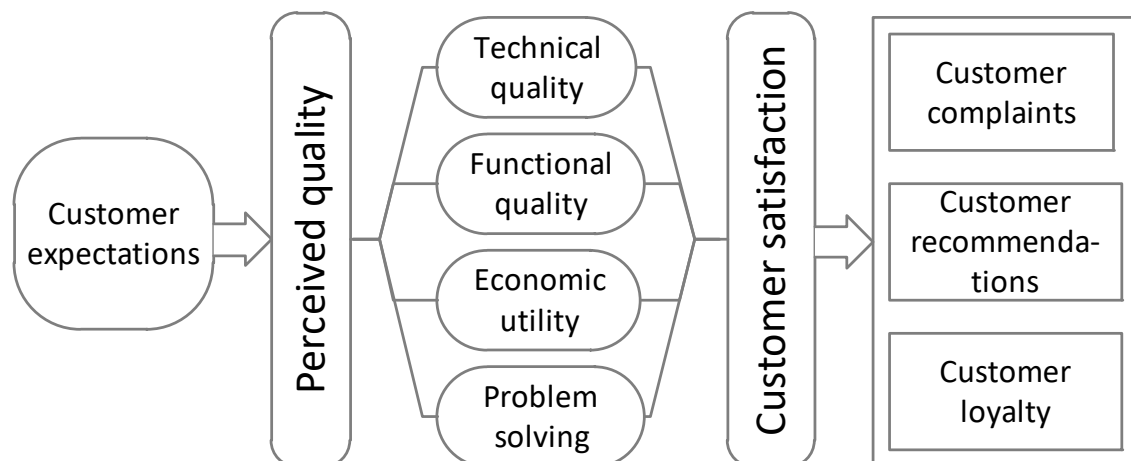 Customer
expectations
Perceived quality
Technical
quality
Functional
quality
Economic
utility
Problem
solving
Customer satisfaction
Customer
complaints
Customer
recommenda-
tions
Customer
loyalty